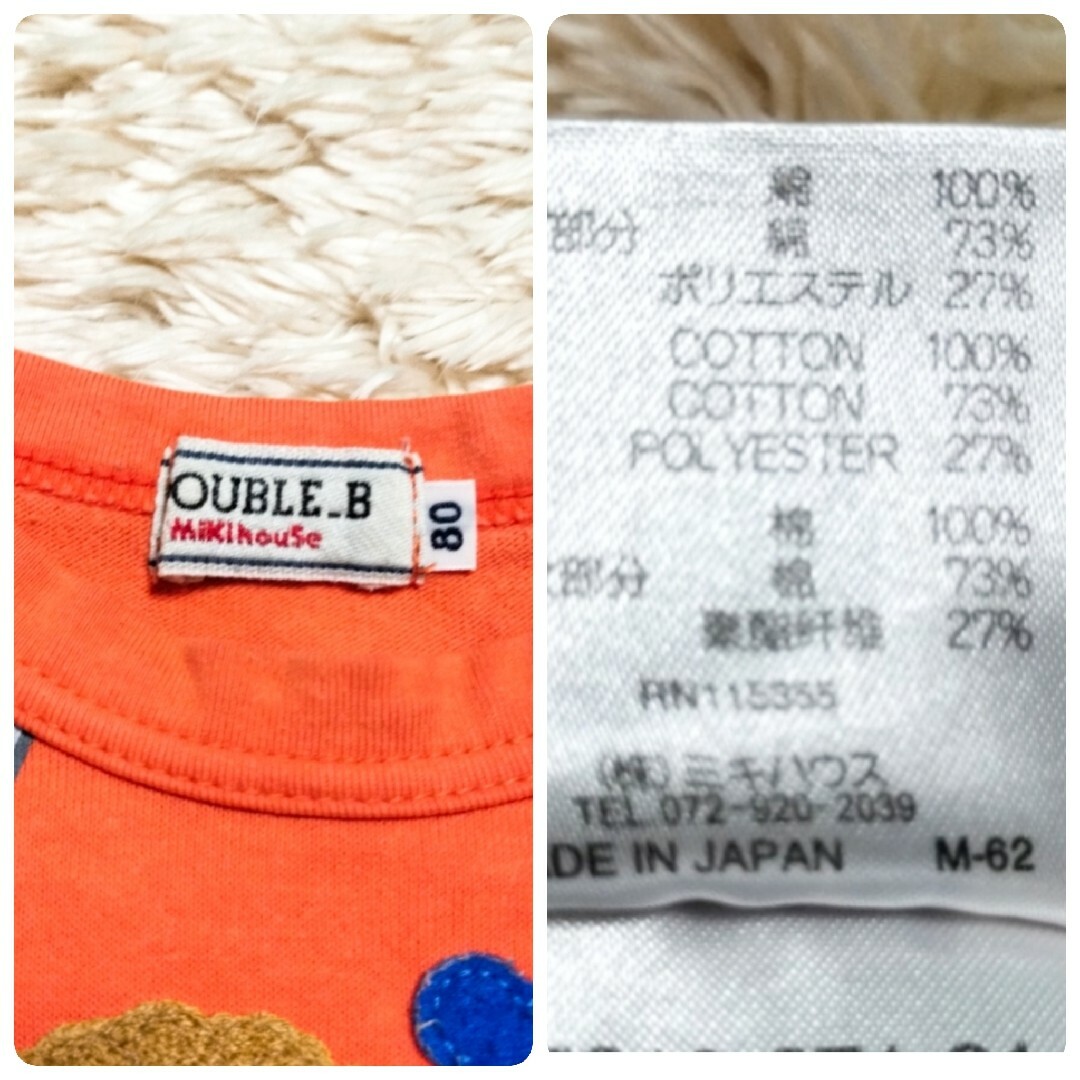 OUBLE_B
MiKiHouSe
80
綿 100%
部分 綿 73%
ポリエステル 27%
COTTON 100%
COTTON 73%
POLYESTER 27%
棉 100%
部分 棉 73%
聚酯纤维 27%
RN115355
(株)ミキハウス
TEL 072-920-2039
DE IN JAPAN M-62